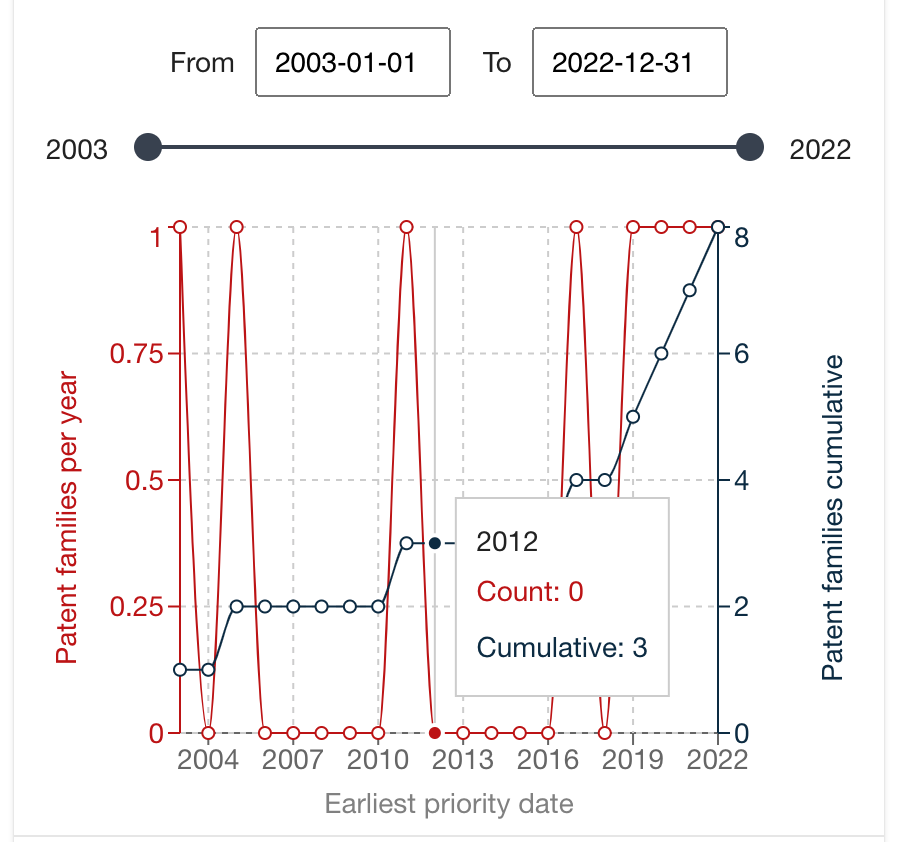 From 2003-01-01 To 2022-12-31
2003 2022
1 8
0.75 6
0.5 4
0.25 2
0 0
Patent families per year
Patent families cumulative
2012
Count: 0
Cumulative: 3
2004 2007 2010 2013 2016 2019 2022
Earliest priority date